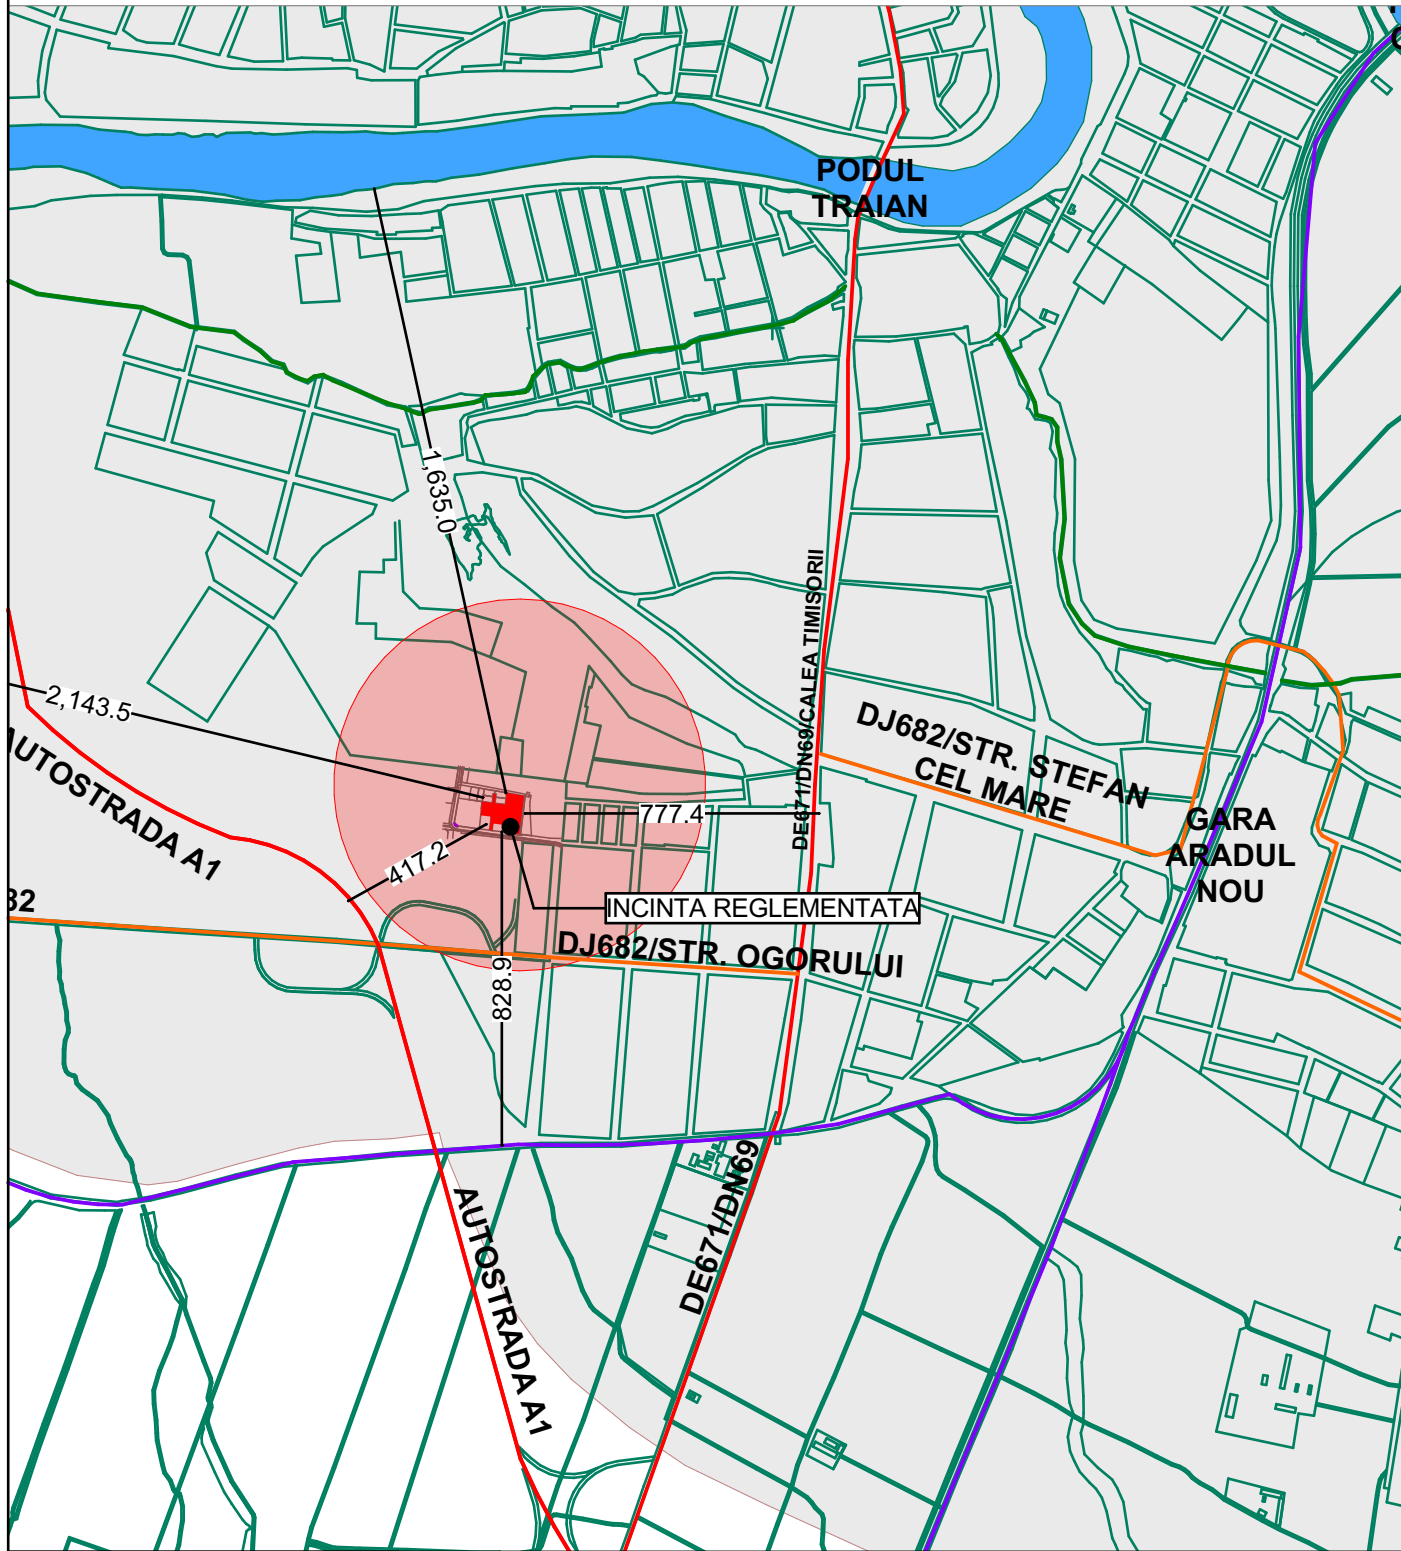 PODUL
TRAIAN
1,635.0
DE671/DN69/CALEA TIMISORII
2,143.5
DJ682/STR. STEFAN
CEL MARE
AUTOSTRADA A1
777.4
GARA
ARADUL
NOU
417.2
82
INCINTA REGLEMENTATA
DJ682/STR. OGORULUI
828.9
DE671/DN69
AUTOSTRADA A1